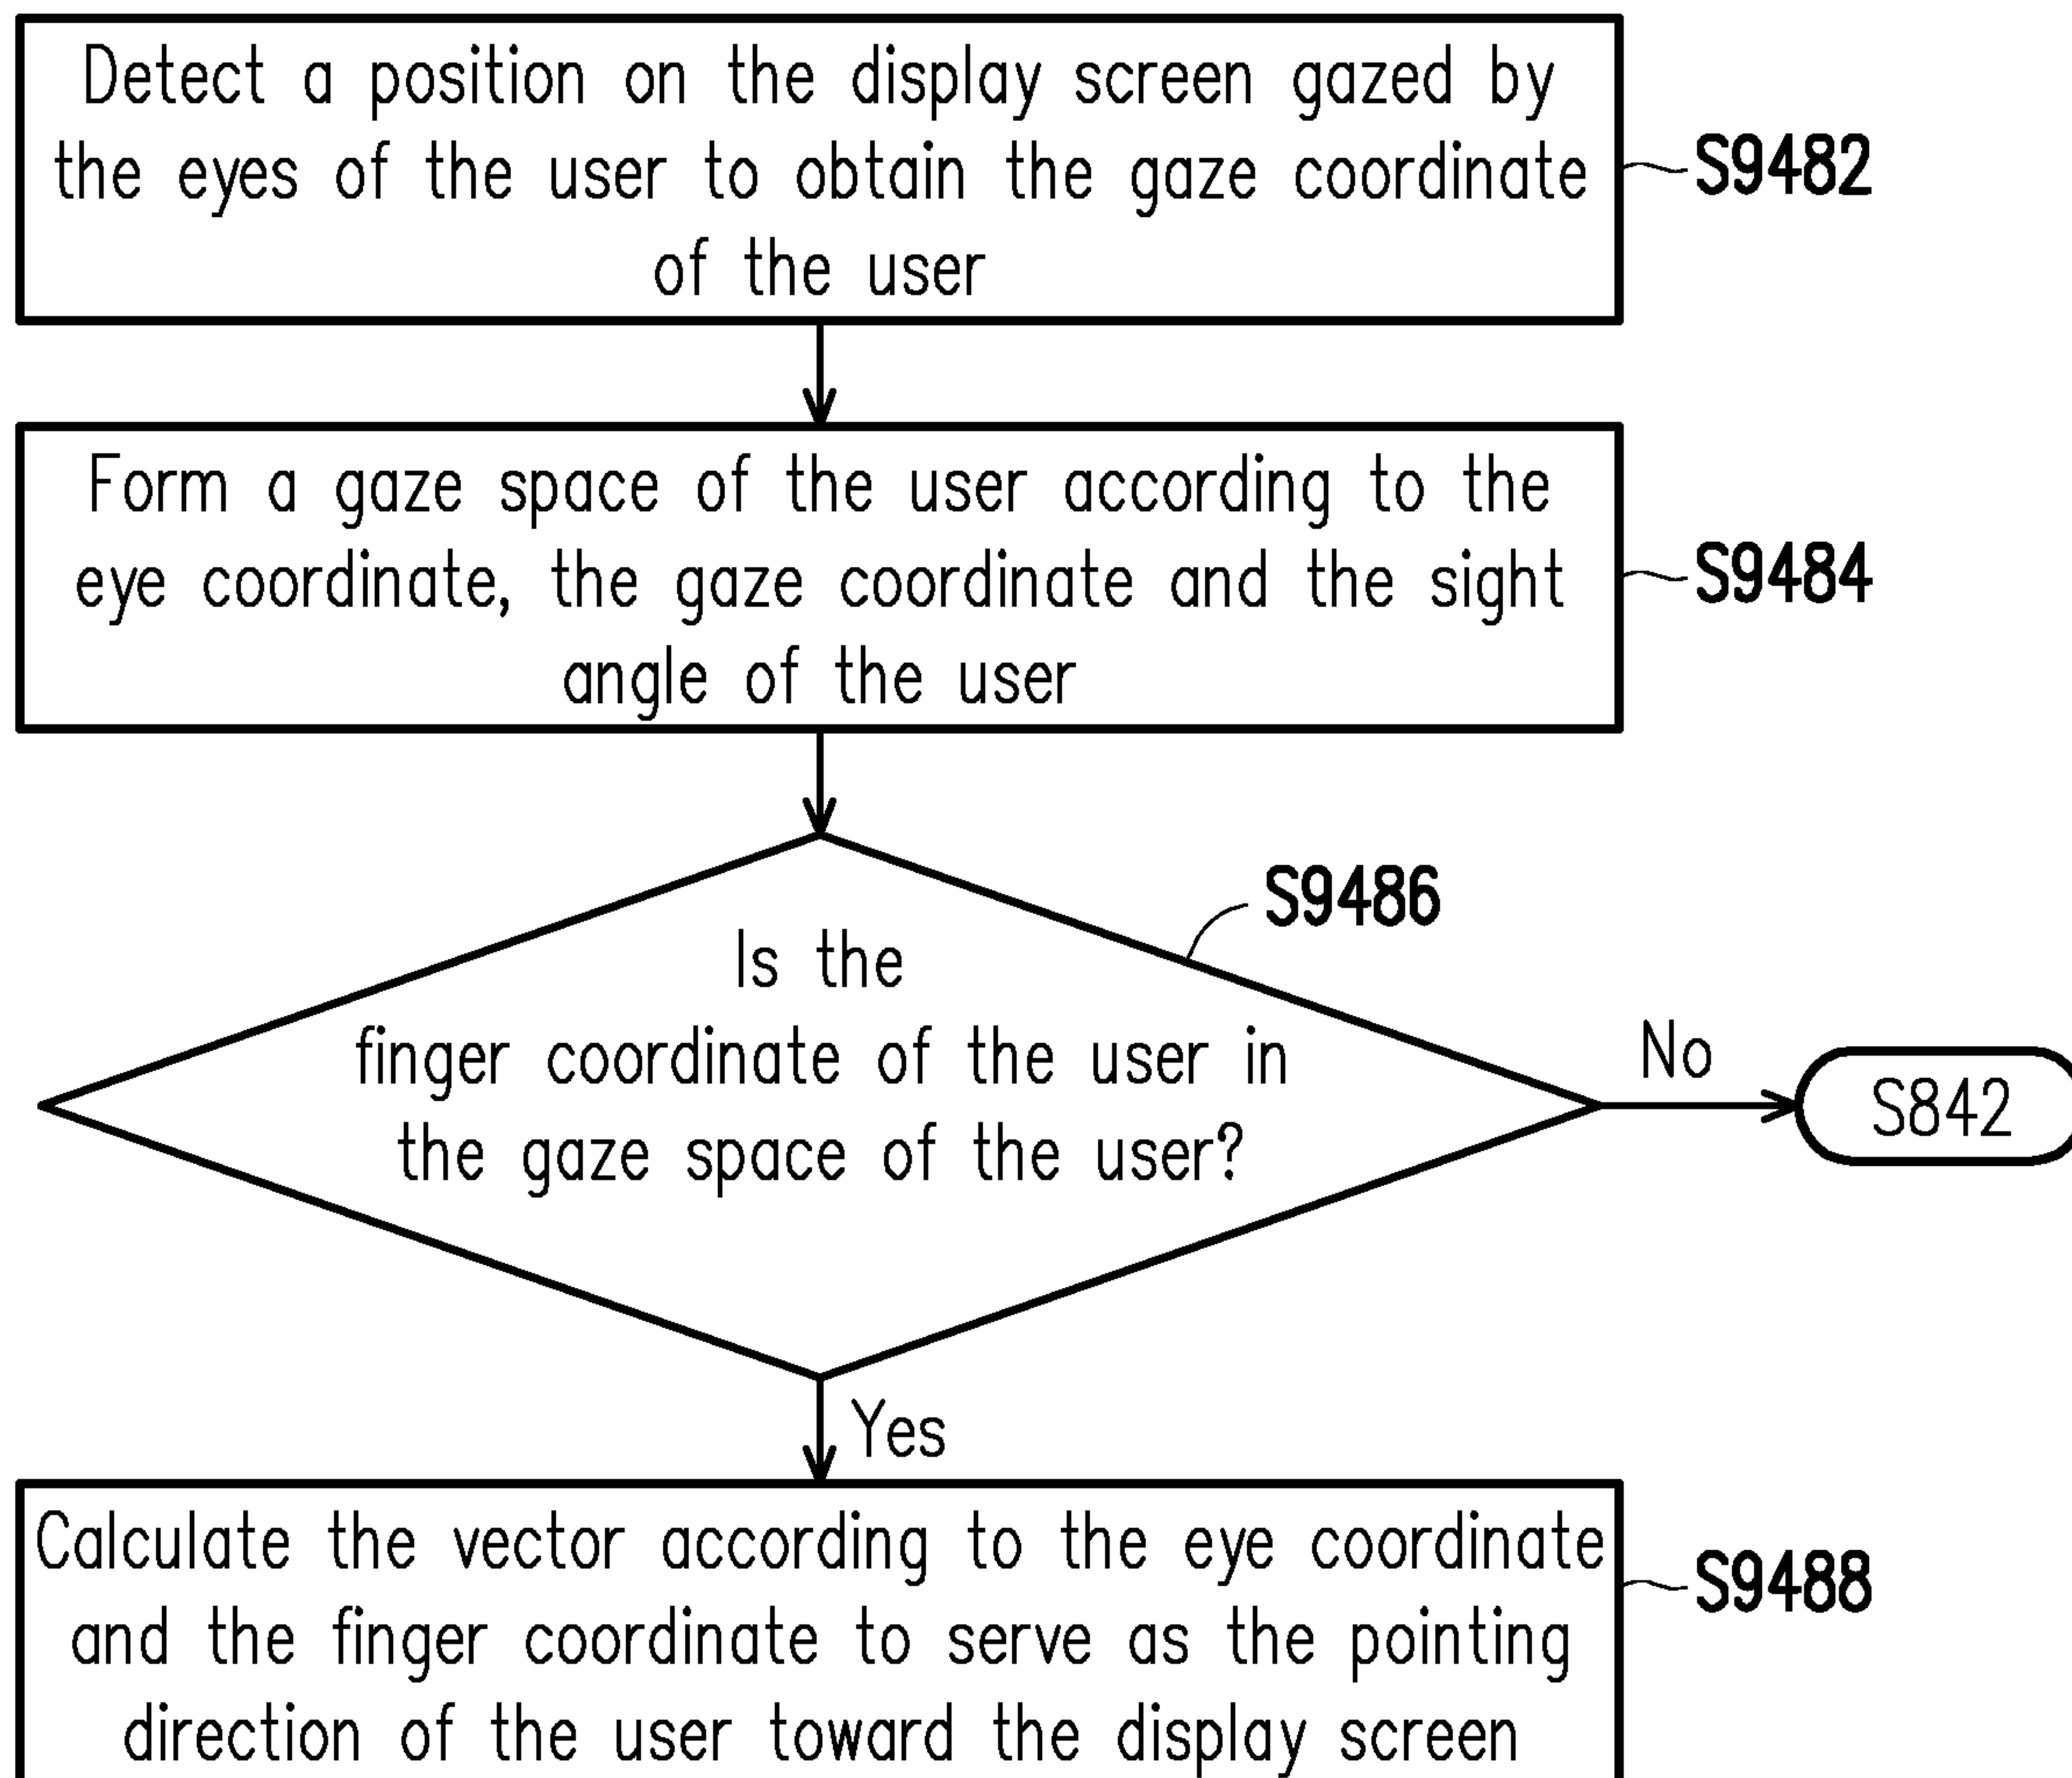 Detect a position on the display screen gazed by
the eyes of the user to obtain the gaze coordinate
of the user
S9482
Form a gaze space of the user according to the
eye coordinate, the gaze coordinate and the sight
angle of the user
S9484
S9486
Is the
finger coordinate of the user in
the gaze space of the user?
No
S842
Yes
Calculate the vector according to the eye coordinate
and the finger coordinate to serve as the pointing
direction of the user toward the display screen
S9488